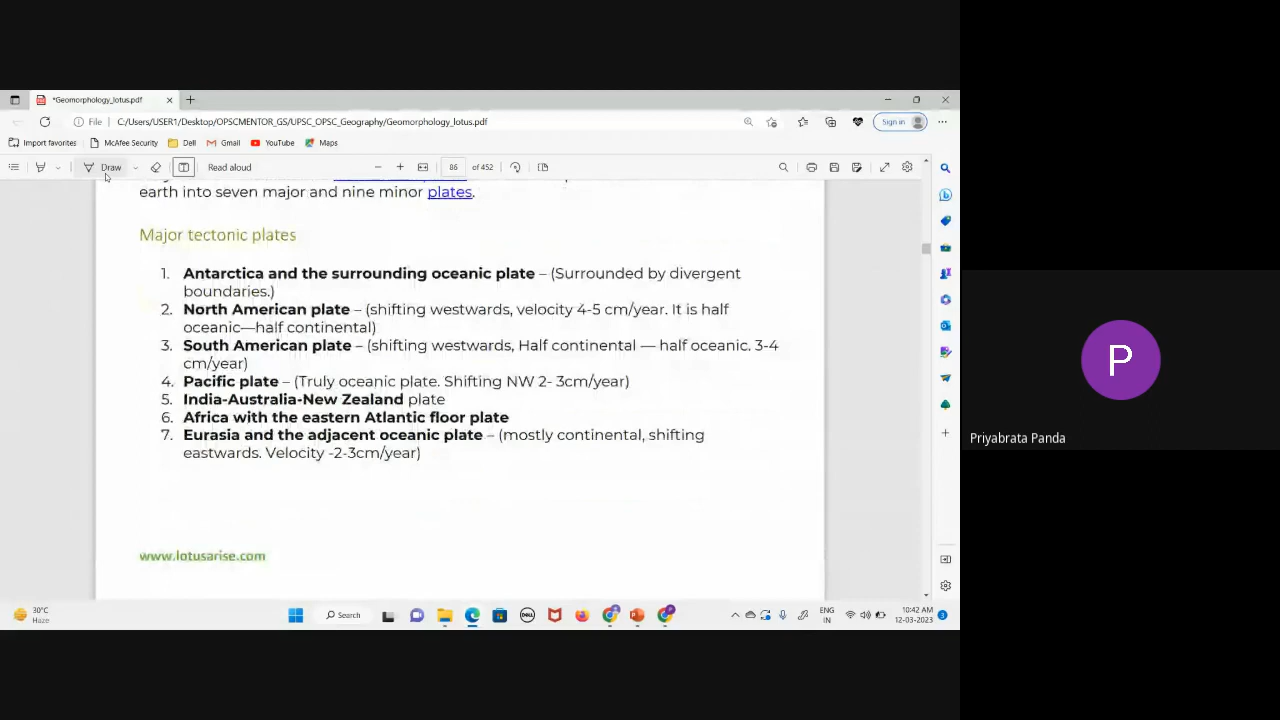 *Geomorphology_lotus.pdf
File C:/Users/USER1/Desktop/OPSCMENTOR_GS/UPSC_OPSC_Geography/Geomorphology_lotus.pdf Sign in
Import favorites McAfee Security Dell Gmail YouTube Maps
Draw Read aloud 86 of 452
earth into seven major and nine minor plates.
Major tectonic plates
1. Antarctica and the surrounding oceanic plate – (Surrounded by divergent
boundaries.)
2. North American plate – (shifting westwards, velocity 4-5 cm/year. It is half
oceanic—half continental)
3. South American plate – (shifting westwards, Half continental — half oceanic. 3-4
cm/year)
4. Pacific plate – (Truly oceanic plate. Shifting NW 2- 3cm/year)
5. India-Australia-New Zealand plate
6. Africa with the eastern Atlantic floor plate
7. Eurasia and the adjacent oceanic plate – (mostly continental, shifting
eastwards. Velocity -2-3cm/year)
www.lotusarise.com
P
Priyabrata Panda
30°C
Haze
Search
DELL
ENG
IN
10:42 AM
12-03-2023
3